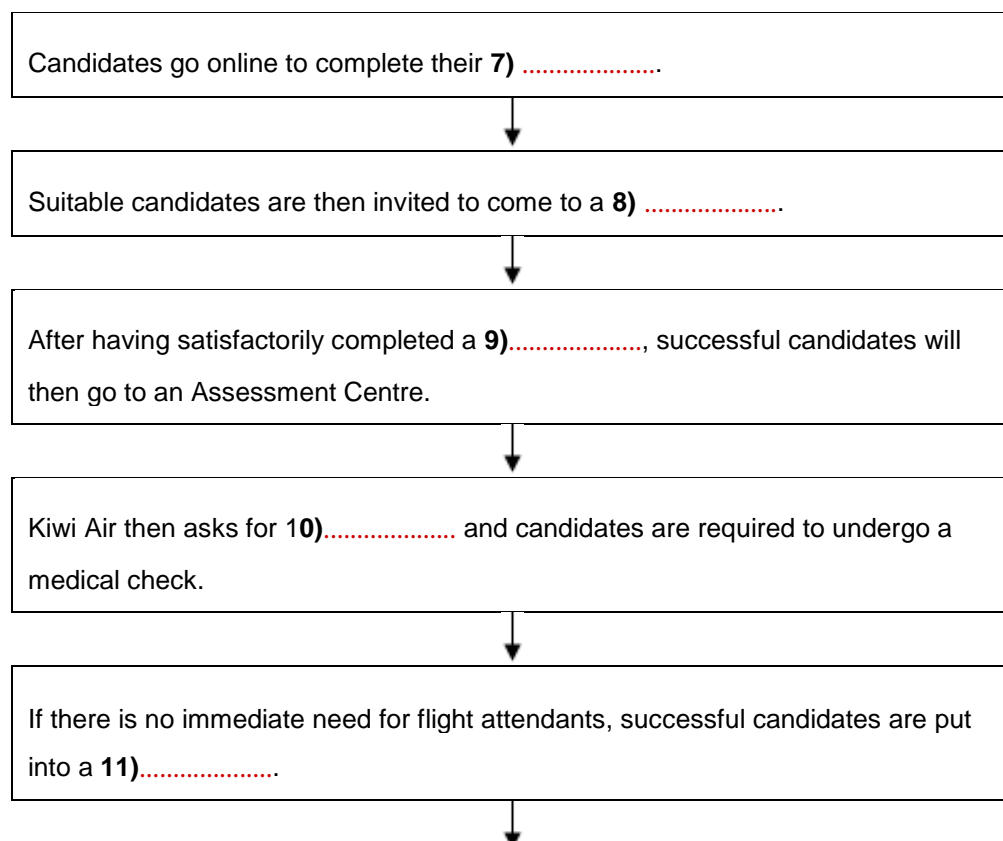 Candidates go online to complete their 7) ....................
Suitable candidates are then invited to come to a 8) ....................
After having satisfactorily completed a 9)...................., successful candidates will
then go to an Assessment Centre.
Kiwi Air then asks for 10).................... and candidates are required to undergo a
medical check.
If there is no immediate need for flight attendants, successful candidates are put
into a 11).....................